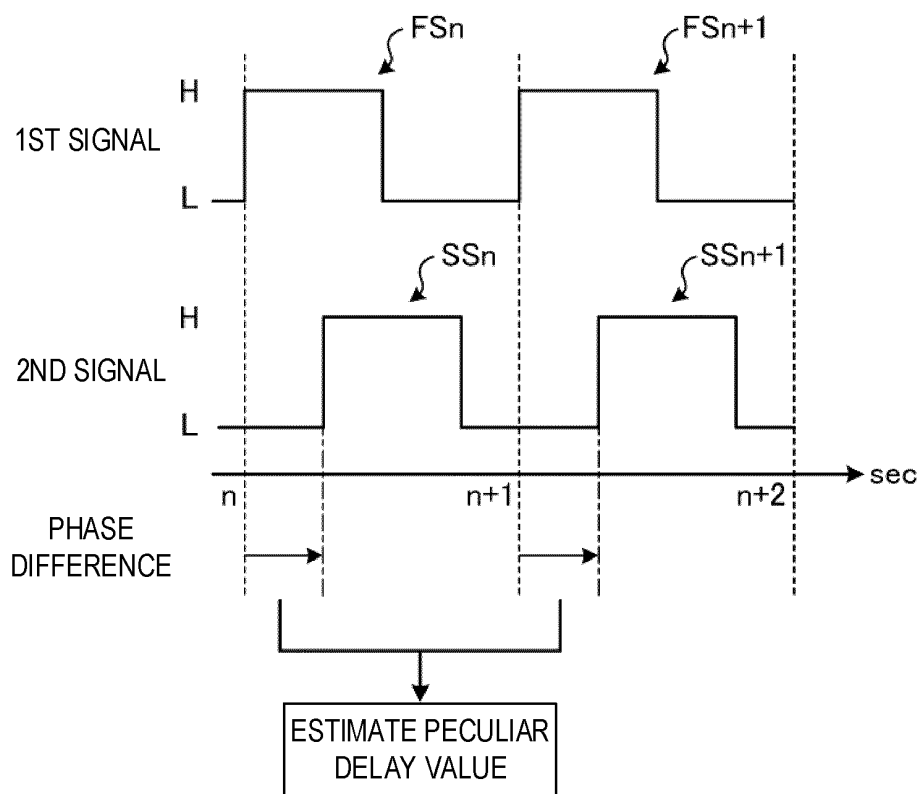 FSn
FSn+1
H
1ST SIGNAL
L
SSn
SSn+1
H
2ND SIGNAL
L
sec
n
n+1
n+2
PHASE
DIFFERENCE
ESTIMATE PECULIAR
DELAY VALUE